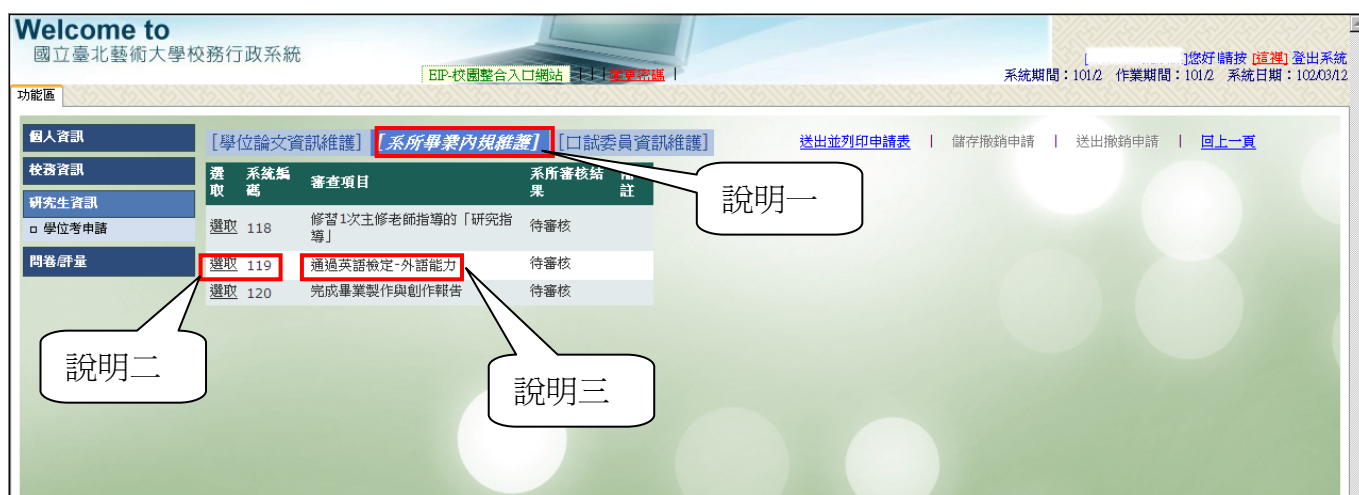 Welcome to
國立臺北藝術大學校務行政系統
EIP-校園整合入口網站 | | | 變更密碼 |
[ ]您好!請按 [這裡] 登出系統
系統期間：101/2 作業期間：101/2 系統日期：102/03/12
功能區
個人資訊
校務資訊
研究生資訊
學位考申請
問卷/評量
[學位論文資訊維護] [系所畢業內規維護] [口試委員資訊維護]
送出並列印申請表 | 儲存撤銷申請 | 送出撤銷申請 | 回上一頁
選取 系統編碼 審查項目 系所審核結果 註
選取 118 修習1次主修老師指導的「研究指導」 待審核
選取 119 通過英語檢定-外語能力 待審核
選取 120 完成畢業製作與創作報告 待審核
說明一
說明二
說明三